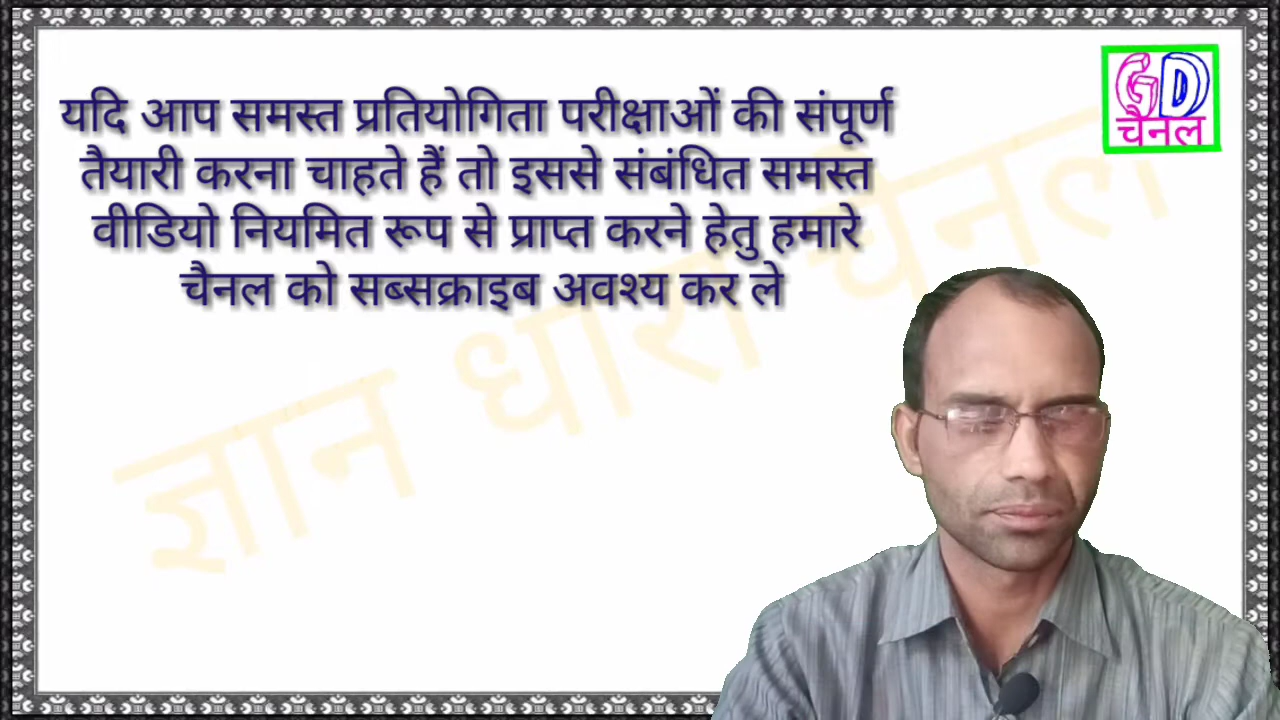 यदि आप समस्त प्रतियोगिता परीक्षाओं की संपूर्ण
तैयारी करना चाहते हैं तो इससे संबंधित समस्त
वीडियो नियमित रूप से प्राप्त करने हेतु हमारे
चैनल को सब्सक्राइब अवश्य कर ले
GD
चैनल
ज्ञान धारा चैनल